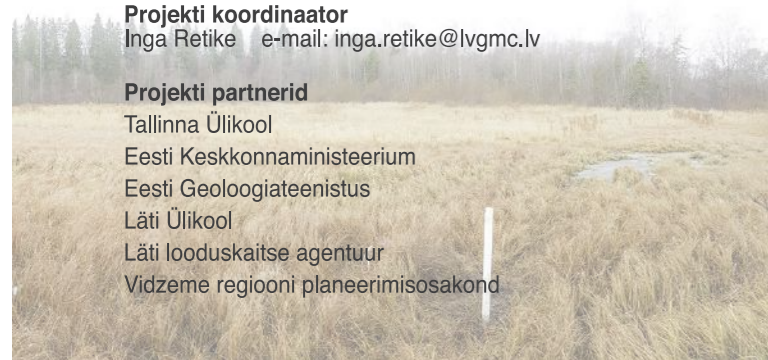 Projekti koordinaator
Inga Retike e-mail: inga.retike@lvgmc.lv
Projekti partnerid
Tallinna Ülikool
Eesti Keskkonnaministeerium
Eesti Geoloogiateenistus
Läti Ülikool
Läti looduskaitse agentuur
Vidzeme regiooni planeerimisosakond